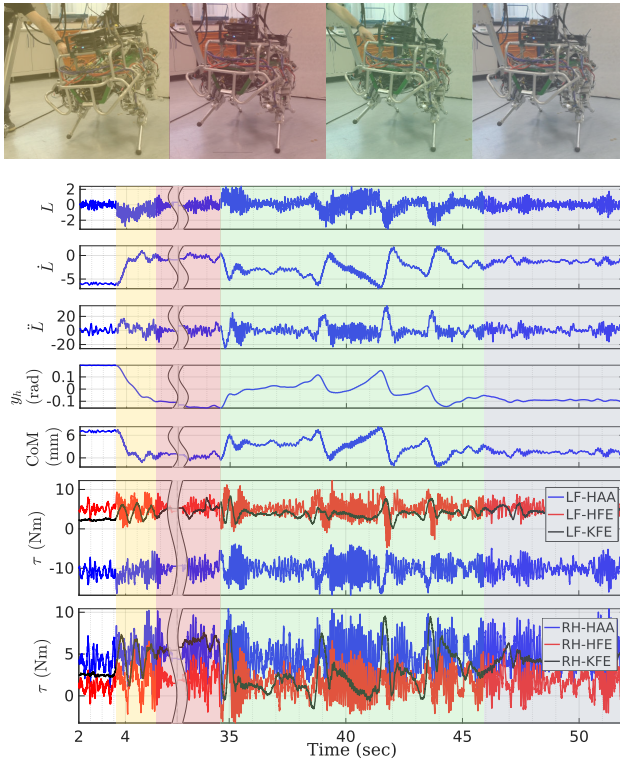 2
0
-2
L
0
-5
L̇
20
0
-20
L̈
0.1
0
-0.1
y_h
(rad)
6
0
CoM
(mm)
10
0
-10
τ (Nm)
LF-HAA
LF-HFE
LF-KFE
10
5
0
τ (Nm)
RH-HAA
RH-HFE
RH-KFE
2 4 35 40 45 50
Time (sec)